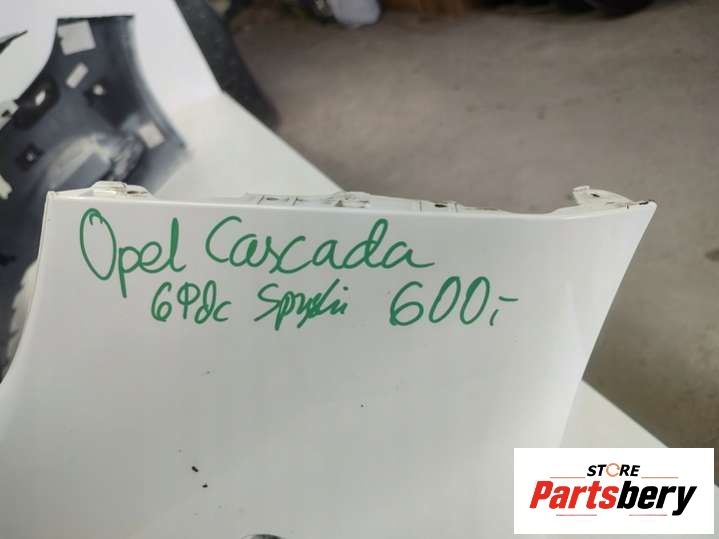 Opel Cascada
6Pdc 600,-
STORE
Partsbery